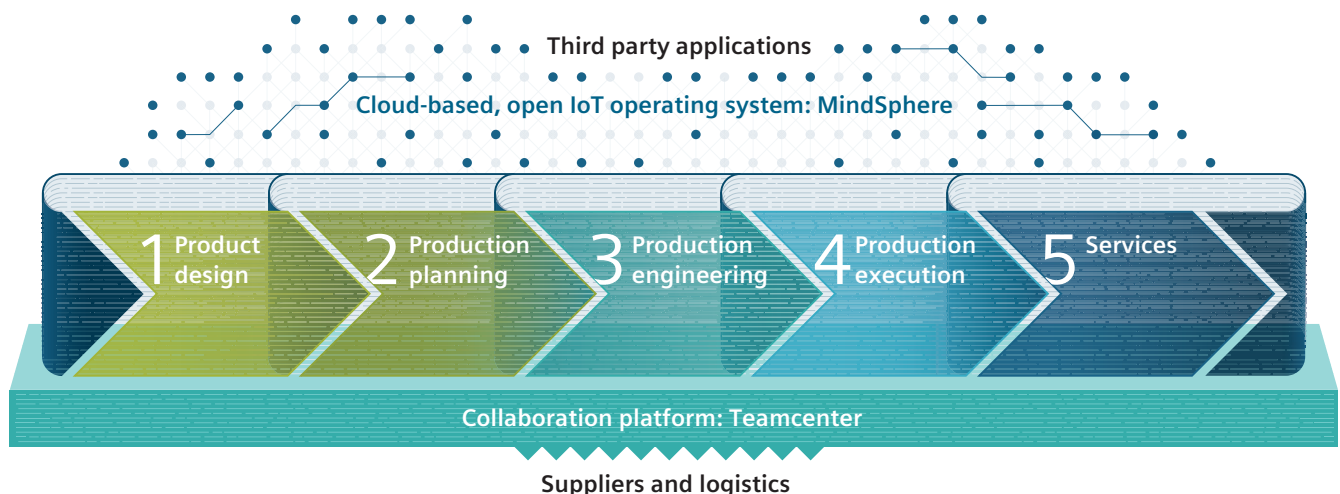 Third party applications
Cloud-based, open IoT operating system: MindSphere
1 Product
design
2 Production
planning
3 Production
engineering
4 Production
execution
5 Services
Collaboration platform: Teamcenter
Suppliers and logistics